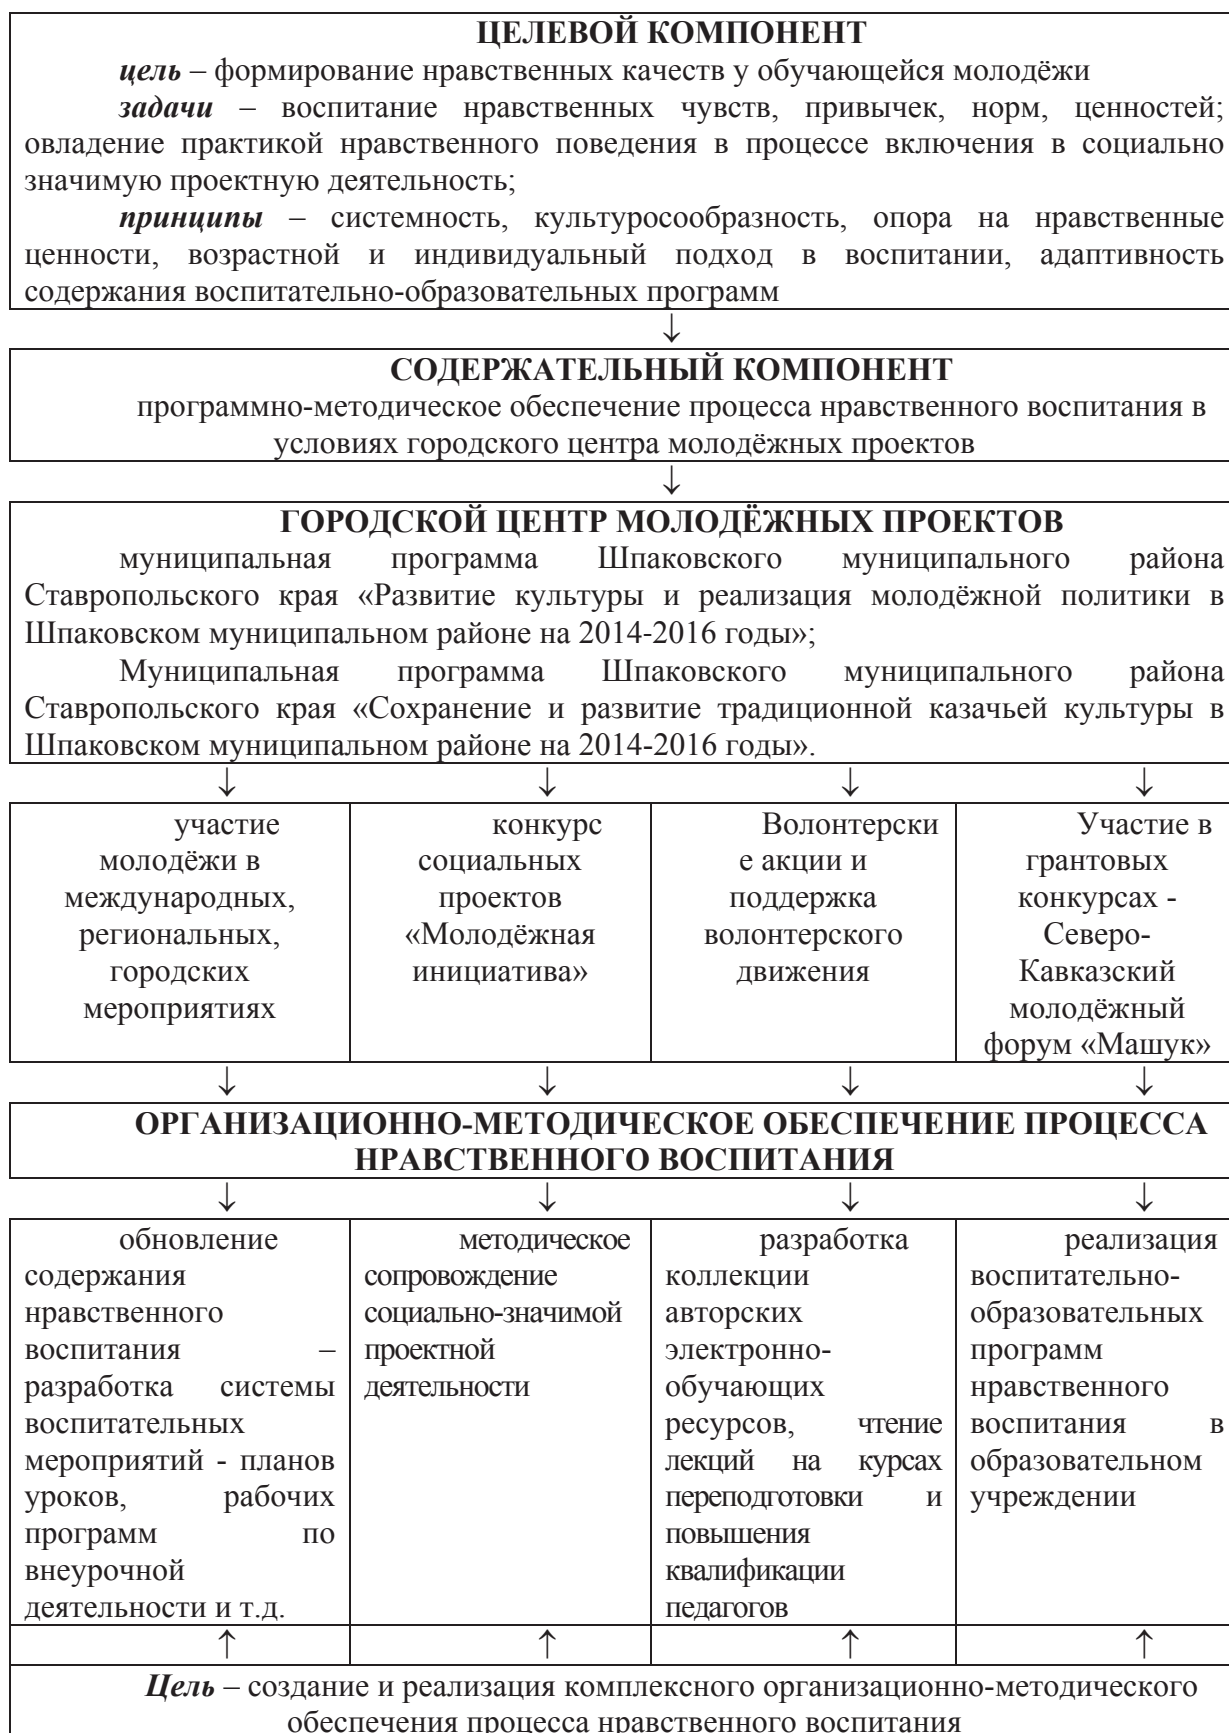 ЦЕЛЕВОЙ КОМПОНЕНТ
цель – формирование нравственных качеств у обучающейся молодёжи
задачи – воспитание нравственных чувств, привычек, норм, ценностей;
овладение практикой нравственного поведения в процессе включения в социально
значимую проектную деятельность;
принципы – системность, культуросообразность, опора на нравственные
ценности, возрастной и индивидуальный подход в воспитании, адаптивность
содержания воспитательно-образовательных программ
↓
СОДЕРЖАТЕЛЬНЫЙ КОМПОНЕНТ
программно-методическое обеспечение процесса нравственного воспитания в
условиях городского центра молодёжных проектов
↓
ГОРОДСКОЙ ЦЕНТР МОЛОДЁЖНЫХ ПРОЕКТОВ
муниципальная программа Шпаковского муниципального района
Ставропольского края «Развитие культуры и реализация молодёжной политики в
Шпаковском муниципальном районе на 2014-2016 годы»;
Муниципальная программа Шпаковского муниципального района
Ставропольского края «Сохранение и развитие традиционной казачьей культуры в
Шпаковском муниципальном районе на 2014-2016 годы».
↓ ↓ ↓ ↓
участие
молодёжи в
международных,
региональных,
городских
мероприятиях
конкурс
социальных
проектов
«Молодёжная
инициатива»
Волонтерски
е акции и
поддержка
волонтерского
движения
Участие в
грантовых
конкурсах -
Северо-
Кавказский
молодёжный
форум «Машук»
↓ ↓ ↓ ↓
ОРГАНИЗАЦИОННО-МЕТОДИЧЕСКОЕ ОБЕСПЕЧЕНИЕ ПРОЦЕССА
НРАВСТВЕННОГО ВОСПИТАНИЯ
↓ ↓ ↓ ↓
обновление
содержания
нравственного
воспитания –
разработка системы
воспитательных
мероприятий - планов
уроков, рабочих
программ по
внеурочной
деятельности и т.д.
методическое
сопровождение
социально-значимой
проектной
деятельности
разработка
коллекции
авторских
электронно-
обучающих
ресурсов, чтение
лекций на курсах
переподготовки и
повышения
квалификации
педагогов
реализация
воспитательно-
образовательных
программ
нравственного
воспитания в
образовательном
учреждении
↑ ↑ ↑ ↑
Цель – создание и реализация комплексного организационно-методического
обеспечения процесса нравственного воспитания